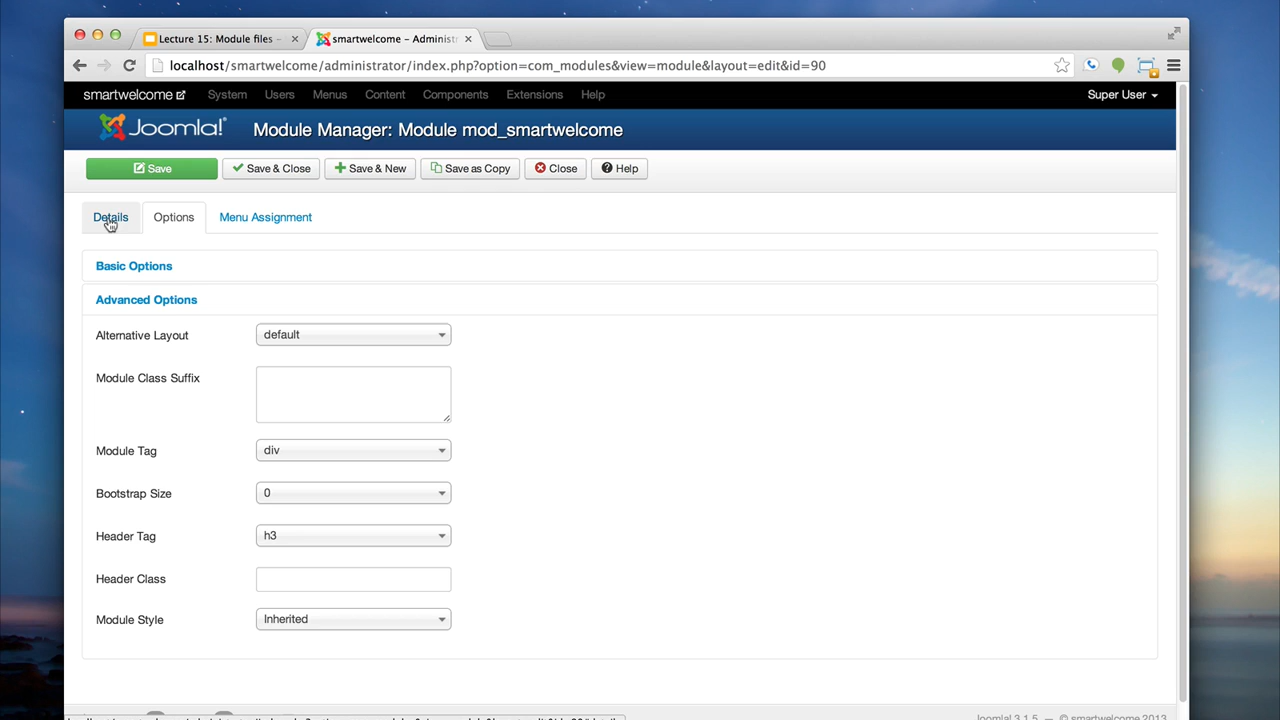 Lecture 15: Module files –
smartwelcome – Administ
localhost/smartwelcome/administrator/index.php?option=com_modules&view=module&layout=edit&id=90
smartwelcome System Users Menus Content Components Extensions Help Super User
Joomla! Module Manager: Module mod_smartwelcome
Save Save & Close Save & New Save as Copy Close Help
Details Options Menu Assignment
Basic Options
Advanced Options
Alternative Layout default
Module Class Suffix
Module Tag div
Bootstrap Size 0
Header Tag h3
Header Class
Module Style Inherited
Joomla! 3.1.5 — © smartwelcome 2013